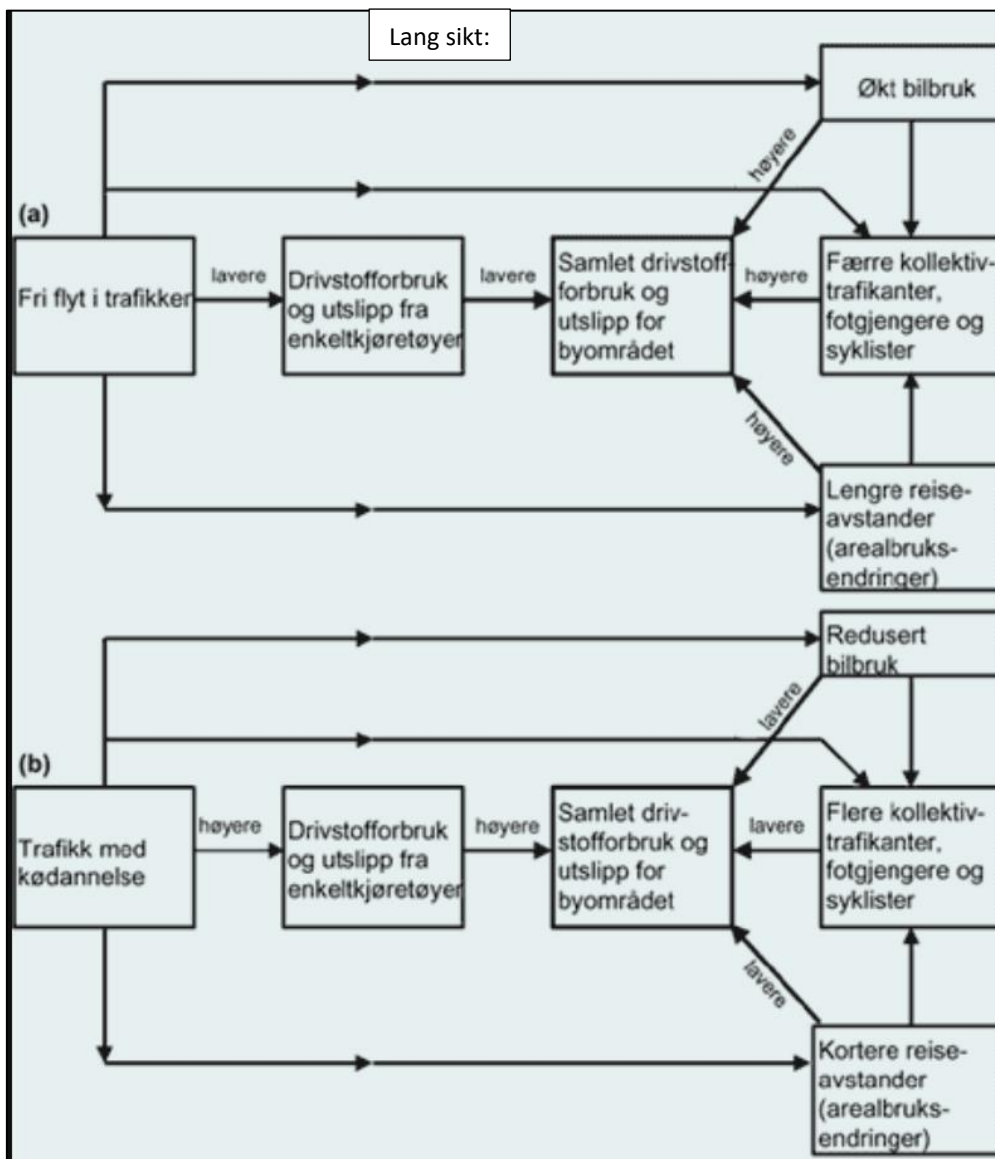 Lang sikt:
Økt bilbruk
høyere
(a)
Fri flyt i trafikker
lavere
Drivstofforbruk
og utslipp fra
enkeltkjøretøyer
lavere
Samlet drivstoff-
forbruk og
utslipp for
byområdet
høyere
Færre kollektiv-
trafikanter,
fotgjengere og
syklister
høyere
Lengre reise-
avstander
(arealbruks-
endringer)
Redusert
bilbruk
lavere
(b)
Trafikk med
kødannelse
høyere
Drivstofforbruk
og utslipp fra
enkeltkjøretøyer
høyere
Samlet driv-
stofforbruk og
utslipp for
byområdet
lavere
Flere kollektiv-
trafikanter,
fotgjengere og
syklister
lavere
Kortere reise-
avstander
(arealbruks-
endringer)